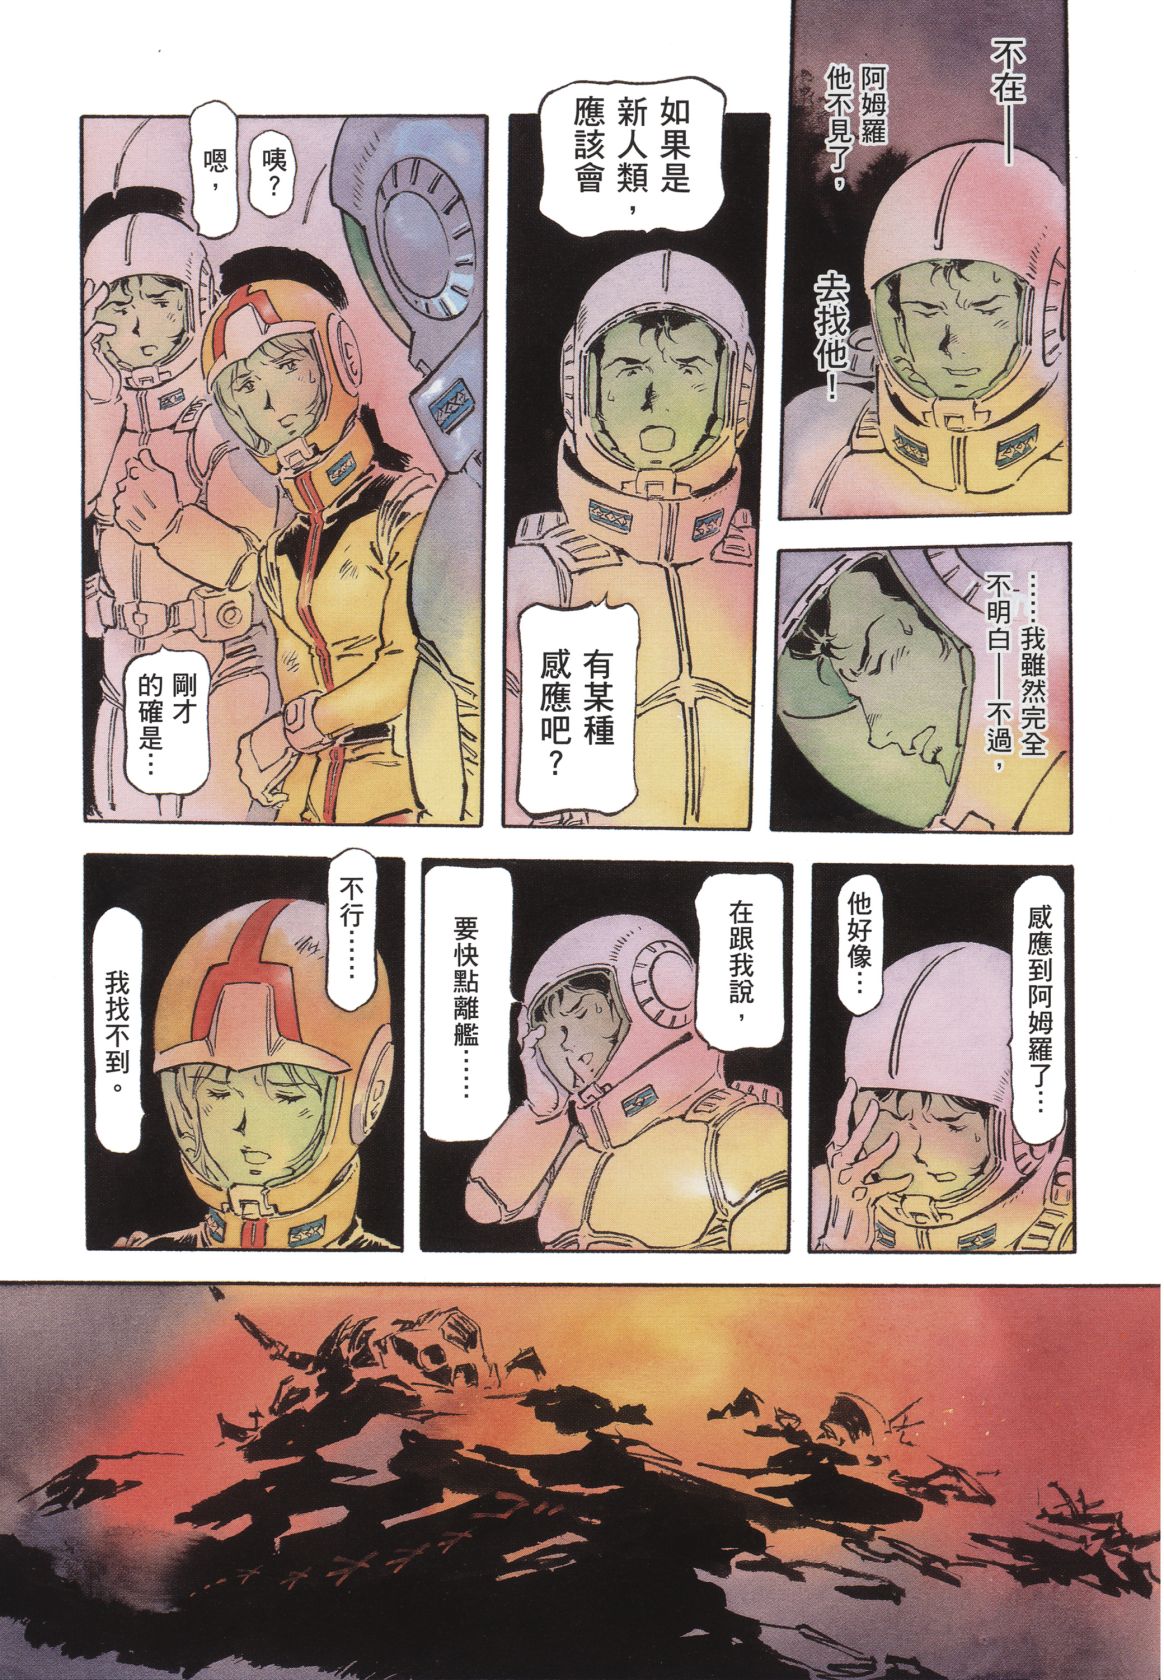 不在——
阿姆羅
他不見了，
去找他！
……我雖然完全
不明白——不過，
如果是
新人類，
應該會
有某種
感應吧？
咦？
嗯，
剛才
的確是…
感應到阿姆羅了…
他好像…
在跟我說，
要快點離艦……
不行……
我找不到。